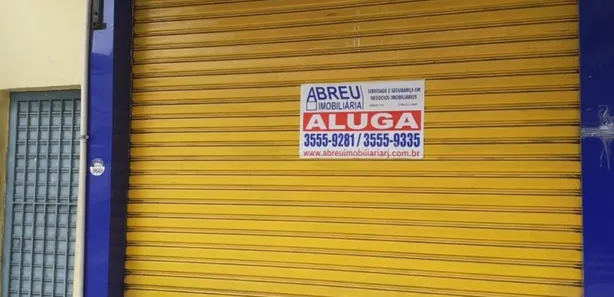 ABREU
IMOBILIÁRIA
SERIEDADE E SEGURANÇA EM
NEGÓCIOS IMOBILIÁRIOS
ALUGA
3555-9281 / 3555-9335
www.abreuimobiliariarj.com.br